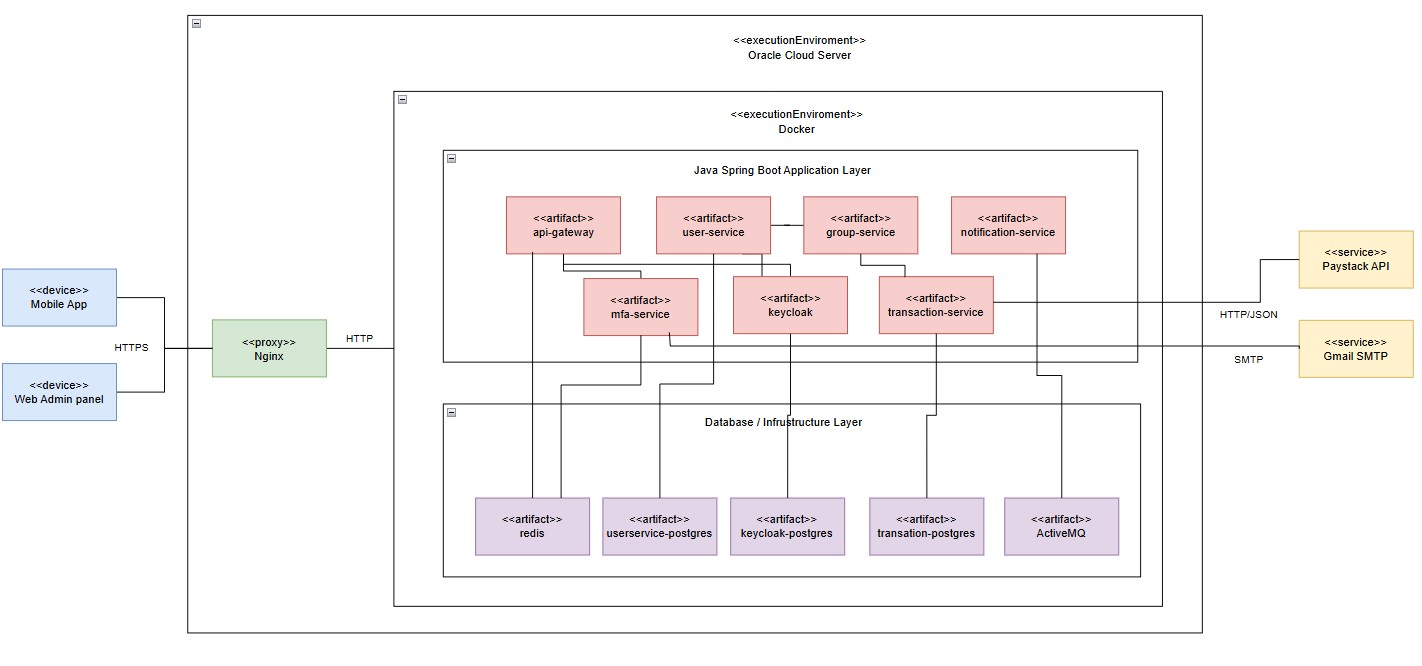 <<executionEnviroment>>
Oracle Cloud Server
<<executionEnviroment>>
Docker
Java Spring Boot Application Layer
<<artifact>>
api-gateway
<<artifact>>
user-service
<<artifact>>
group-service
<<artifact>>
notification-service
<<artifact>>
mfa-service
<<artifact>>
keycloak
<<artifact>>
transaction-service
<<device>>
Mobile App
HTTPS
<<device>>
Web Admin panel
<<proxy>>
Nginx
HTTP
<<service>>
Paystack API
HTTP/JSON
<<service>>
Gmail SMTP
SMTP
Database / Infrustructure Layer
<<artifact>>
redis
<<artifact>>
userservice-postgres
<<artifact>>
keycloak-postgres
<<artifact>>
transation-postgres
<<artifact>>
ActiveMQ